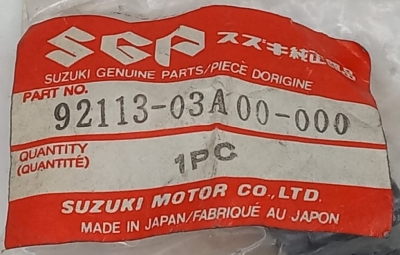 SGP スズキ純正部品
SUZUKI GENUINE PARTS/PIÈCE DORIGINE
PART NO.
92113-03A00-000
QUANTITY
(QUANTITÉ)
1PC
SUZUKI MOTOR CO.,LTD.
MADE IN JAPAN/FABRIQUÉ AU JAPON